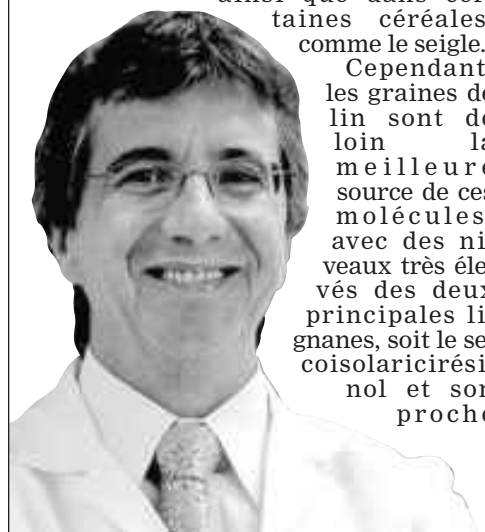 ainsi que dans cer-
taines céréales
comme le seigle.
Cependant
les graines de
lin sont de
loin la
meilleure
source de ces
molécules
avec des ni
veaux très éle
vés des deux
principales li
gnanes, soit le se
coisolaricirési
nol et son
proche